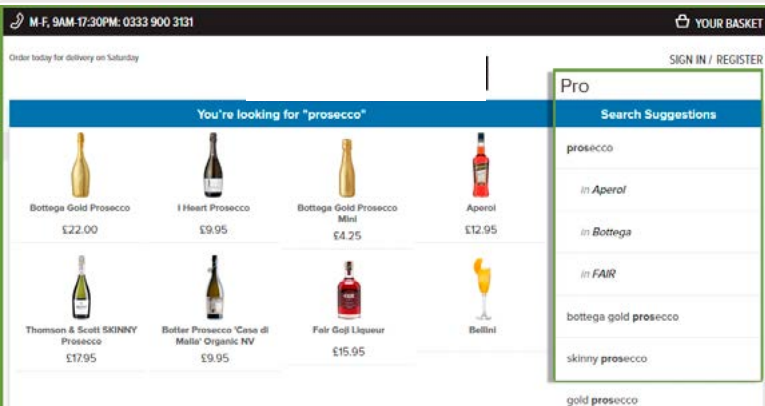 M-F, 9AM-17:30PM: 0333 900 3131
YOUR BASKET
Order today for delivery on Saturday
SIGN IN / REGISTER
Pro
You're looking for "prosecco"
Search Suggestions
Bottega Gold Prosecco
£22.00
I Heart Prosecco
£9.95
Bottega Gold Prosecco
Mini
£4.25
Aperol
£12.95
Thomson & Scott SKINNY
Prosecco
£17.95
Botter Prosecco 'Casa di
Malia' Organic NV
£9.95
Fair Goji Liqueur
£15.95
Bellini
prosecco
in Aperol
in Bottega
in FAIR
bottega gold prosecco
skinny prosecco
gold prosecco